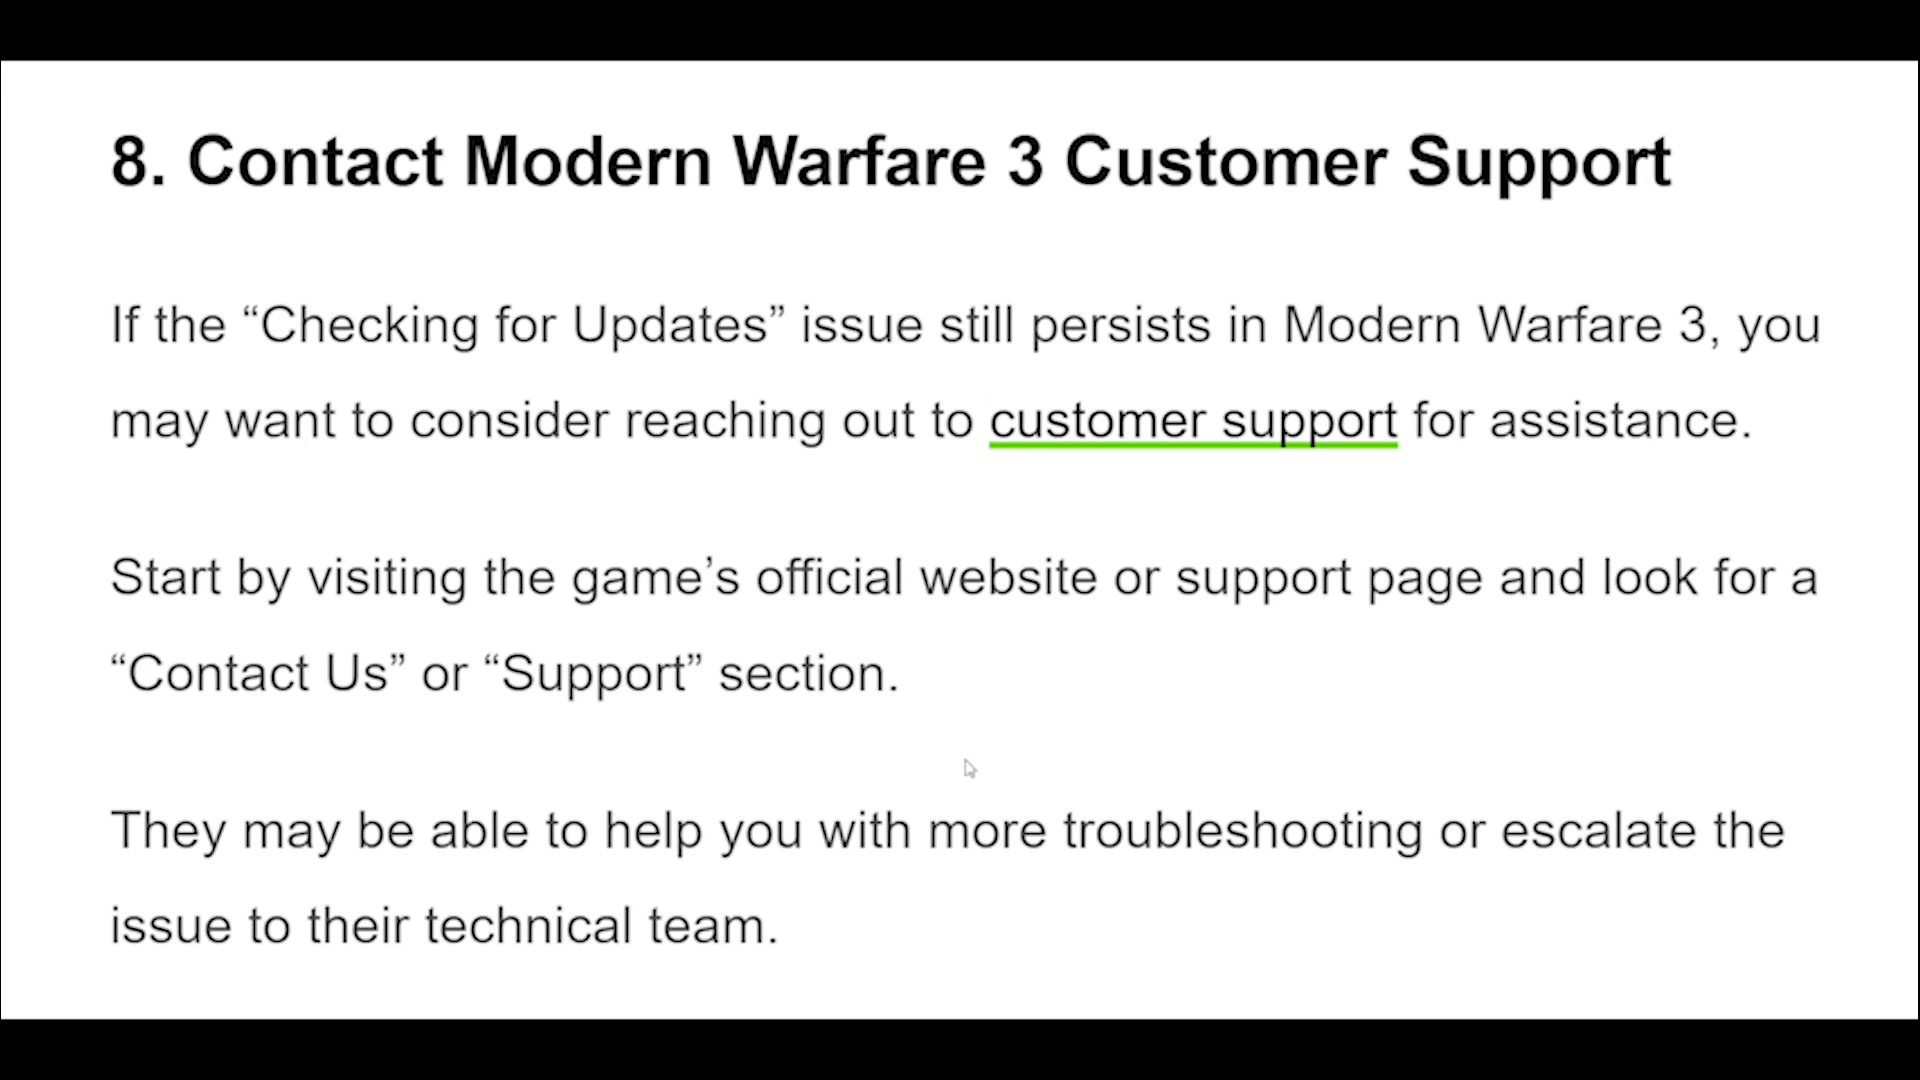 8. Contact Modern Warfare 3 Customer Support
If the “Checking for Updates” issue still persists in Modern Warfare 3, you
may want to consider reaching out to customer support for assistance.
Start by visiting the game’s official website or support page and look for a
“Contact Us” or “Support” section.
They may be able to help you with more troubleshooting or escalate the
issue to their technical team.